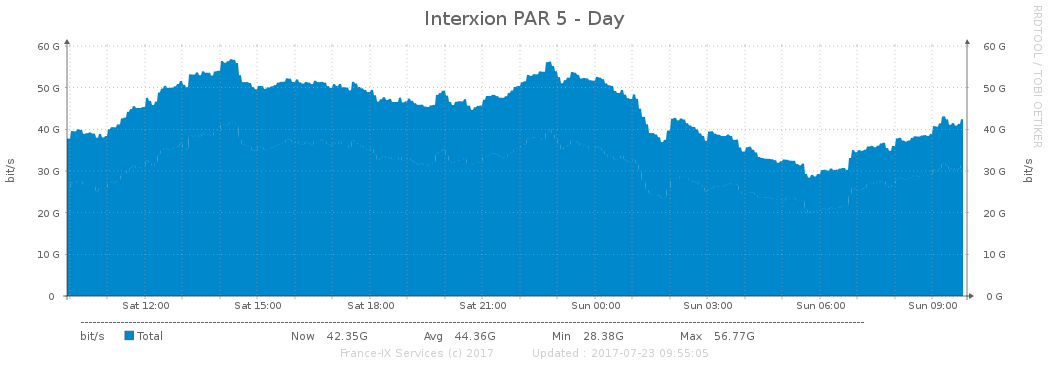 Interxion PAR 5 - Day
RRDTOOL / TOBI OETIKER
bit/s
bit/s
60 G 60 G
50 G 50 G
40 G 40 G
30 G 30 G
20 G 20 G
10 G 10 G
0 0 G
Sat 12:00 Sat 15:00 Sat 18:00 Sat 21:00 Sun 00:00 Sun 03:00 Sun 06:00 Sun 09:00
bit/s Total Now 42.35G Avg 44.36G Min 28.38G Max 56.77G
France-IX Services (c) 2017 Updated : 2017-07-23 09:55:05